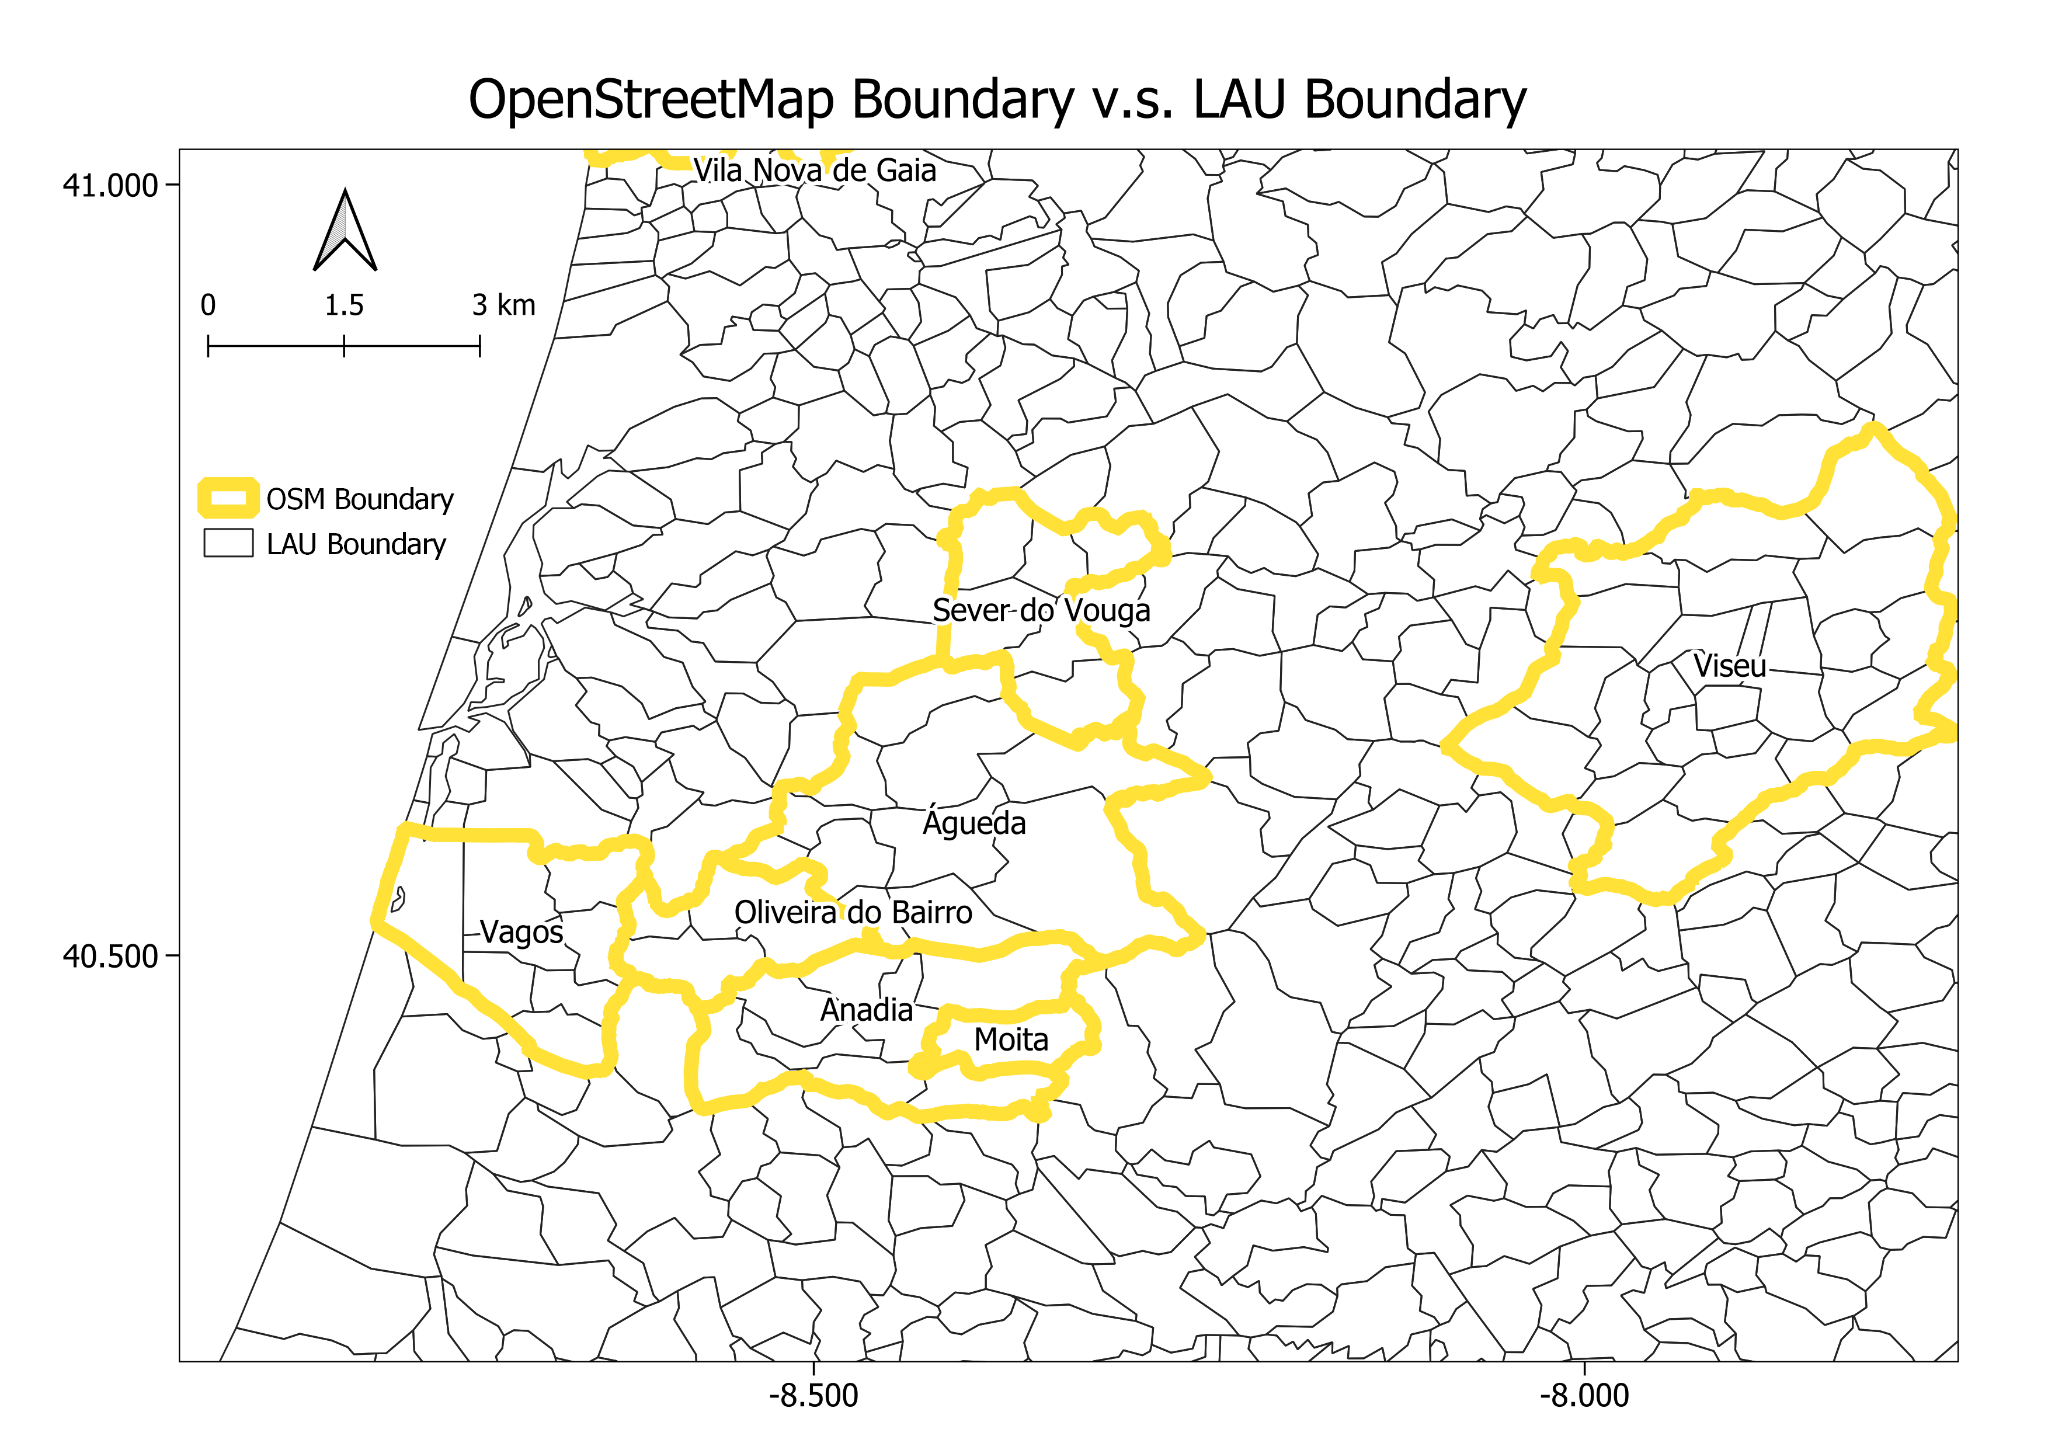 OpenStreetMap Boundary v.s. LAU Boundary
Vila Nova de Gaia
41.000
0 1.5 3 km
OSM Boundary
LAU Boundary
Sever do Vouga
Viseu
Águeda
Oliveira do Bairro
Vagos
40.500
Anadia
Moita
-8.500 -8.000